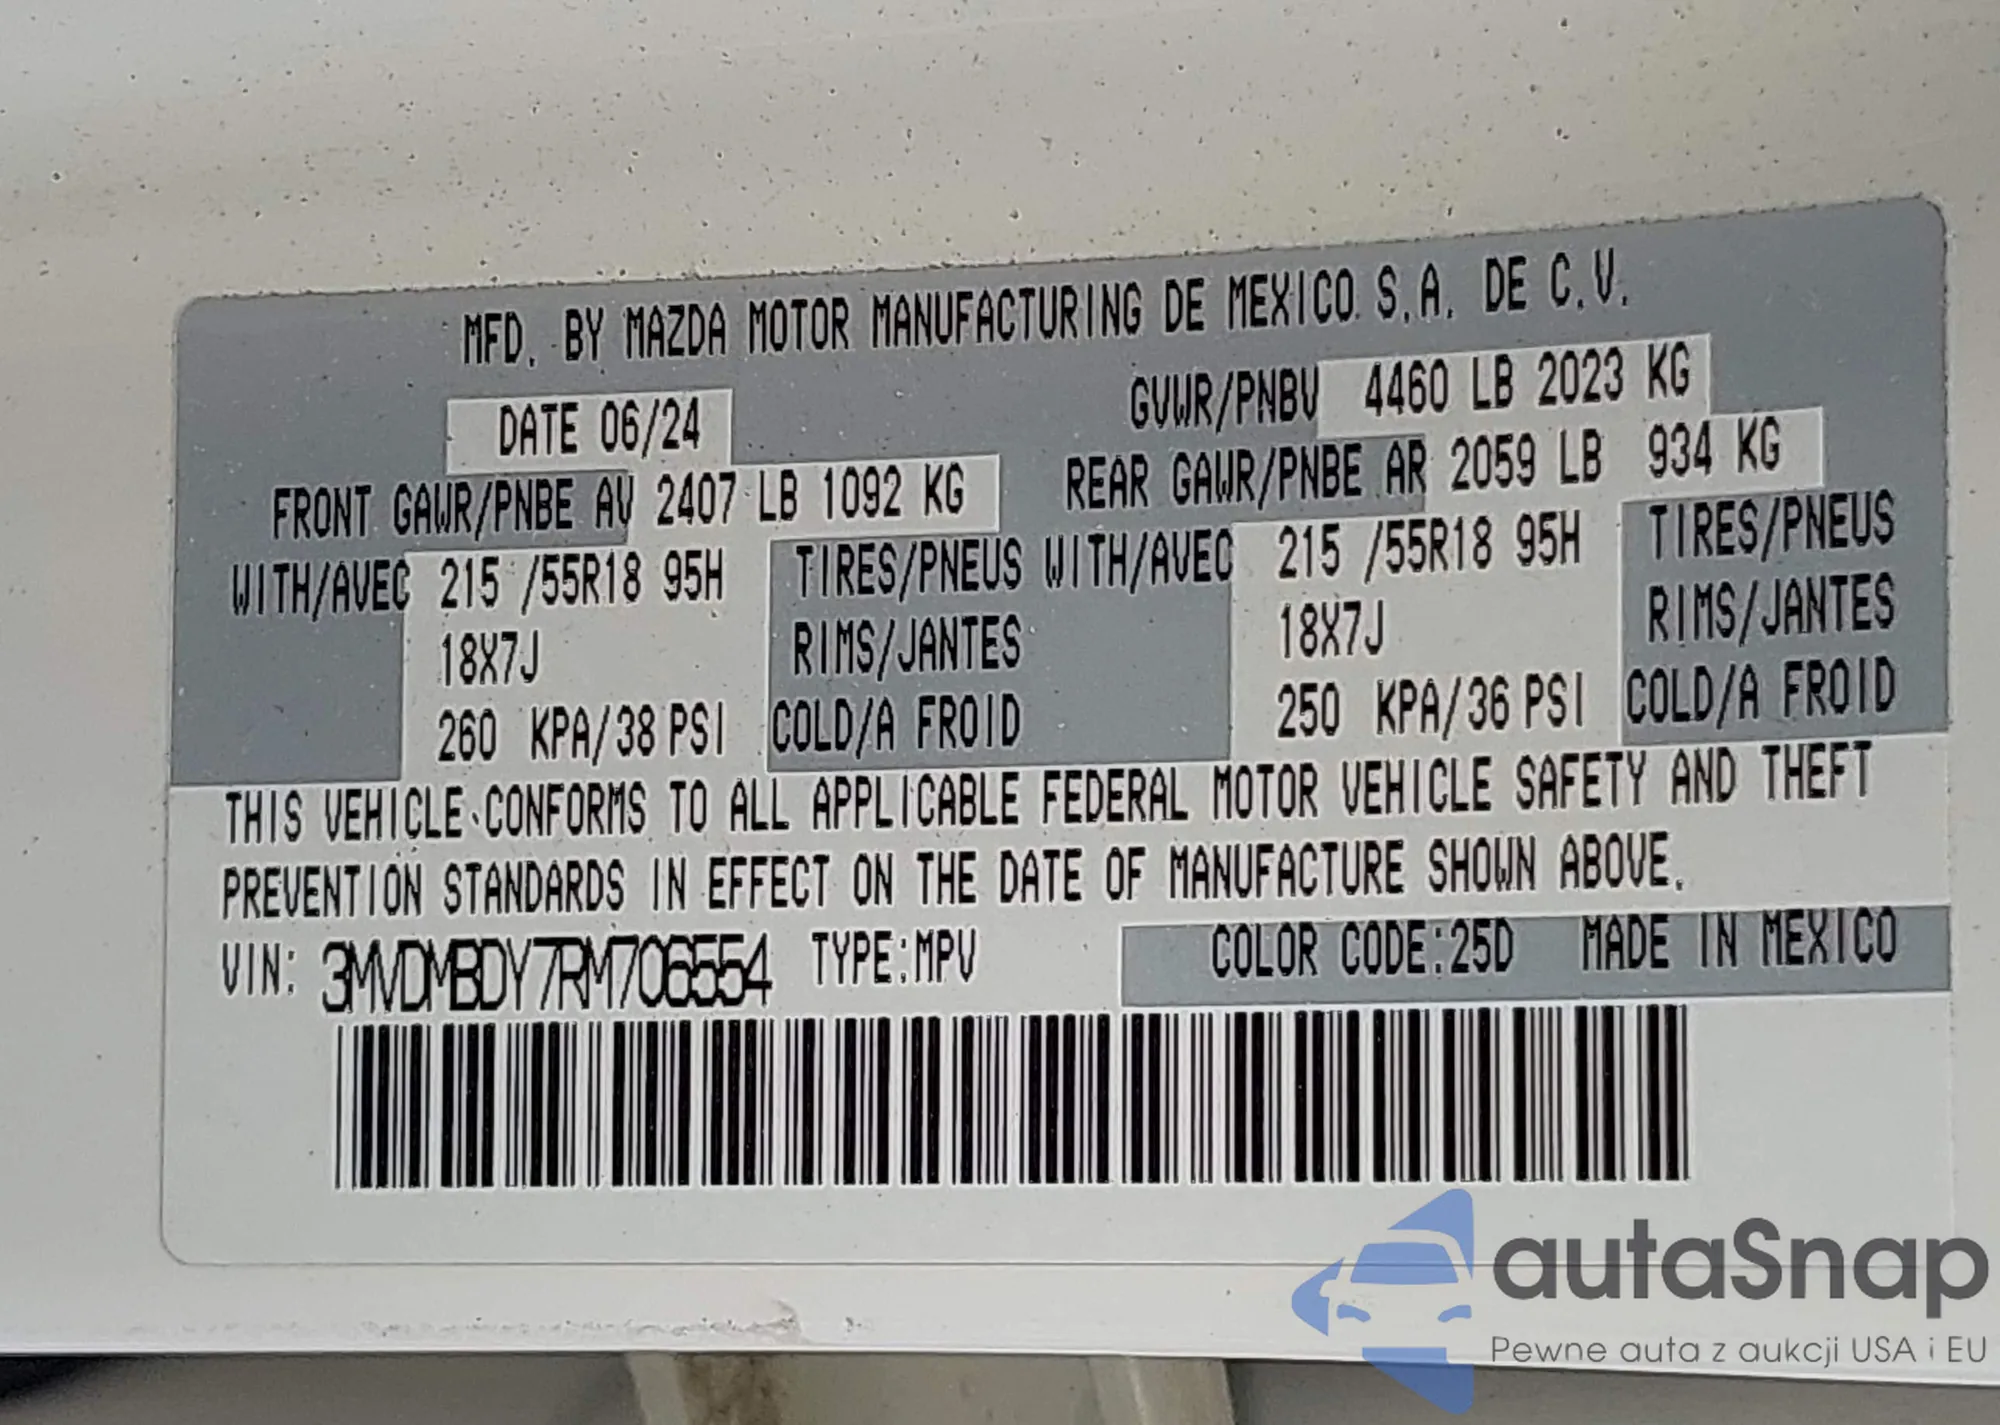 MFD. BY MAZDA MOTOR MANUFACTURING DE MEXICO S.A. DE C.V.
DATE 06/24 GVWR/PNBV 4460 LB 2023 KG
FRONT GAWR/PNBE AV 2407 LB 1092 KG REAR GAWR/PNBE AR 2059 LB 934 KG
WITH/AVEC 215 /55R18 95H TIRES/PNEUS WITH/AVEC 215 /55R18 95H TIRES/PNEUS
18X7J RIMS/JANTES 18X7J RIMS/JANTES
260 KPA/38 PSI COLD/A FROID 250 KPA/36 PSI COLD/A FROID
THIS VEHICLE CONFORMS TO ALL APPLICABLE FEDERAL MOTOR VEHICLE SAFETY AND THEFT
PREVENTION STANDARDS IN EFFECT ON THE DATE OF MANUFACTURE SHOWN ABOVE.
VIN: 3MVDMBDY7RM706554 TYPE:MPV COLOR CODE:25D MADE IN MEXICO
autaSnap
Pewne auta z aukcji USA i EU